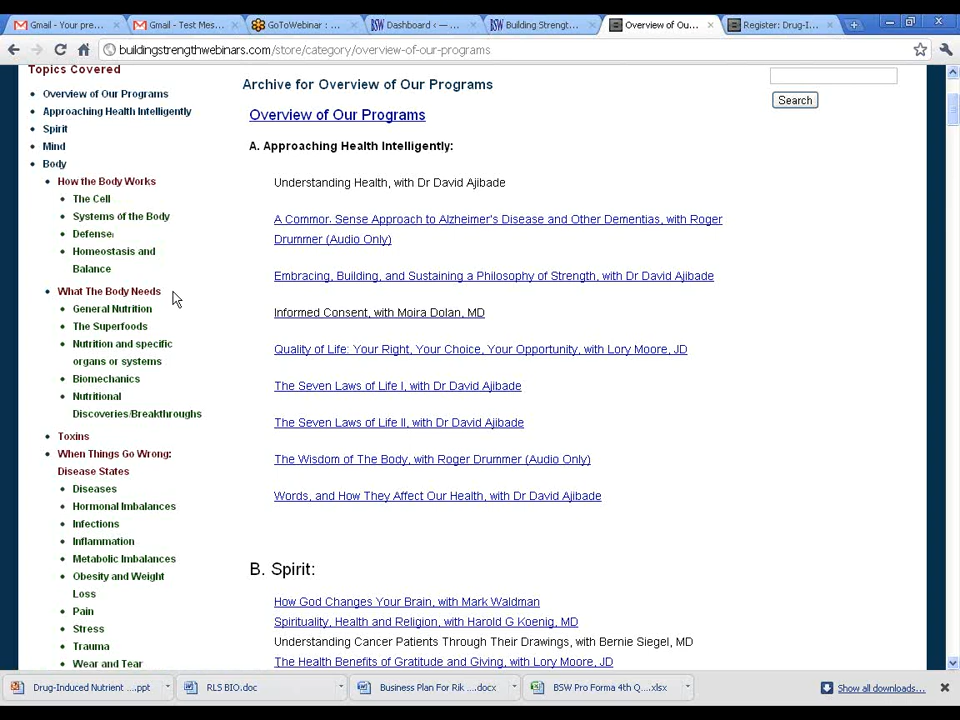 Gmail - Your pre...
Gmail - Test Mes...
GoToWebinar : ...
Dashboard ‹ — ...
Building Strengt...
Overview of Ou...
Register: Drug-I...
buildingstrengthwebinars.com/store/category/overview-of-our-programs
Topics Covered
Overview of Our Programs
Approaching Health Intelligently
Spirit
Mind
Body
How the Body Works
The Cell
Systems of the Body
Defense:
Homeostasis and
Balance
What The Body Needs
General Nutrition
The Superfoods
Nutrition and specific
organs or systems
Biomechanics
Nutritional
Discoveries/Breakthroughs
Toxins
When Things Go Wrong:
Disease States
Diseases
Hormonal Imbalances
Infections
Inflammation
Metabolic Imbalances
Obesity and Weight
Loss
Pain
Stress
Trauma
Wear and Tear
Archive for Overview of Our Programs
Overview of Our Programs
A. Approaching Health Intelligently:
Understanding Health, with Dr David Ajibade
A Common Sense Approach to Alzheimer's Disease and Other Dementias, with Roger
Drummer (Audio Only)
Embracing, Building, and Sustaining a Philosophy of Strength, with Dr David Ajibade
Informed Consent, with Moira Dolan, MD
Quality of Life: Your Right, Your Choice, Your Opportunity, with Lory Moore, JD
The Seven Laws of Life I, with Dr David Ajibade
The Seven Laws of Life II, with Dr David Ajibade
The Wisdom of The Body, with Roger Drummer (Audio Only)
Words, and How They Affect Our Health, with Dr David Ajibade
B. Spirit:
How God Changes Your Brain, with Mark Waldman
Spirituality, Health and Religion, with Harold G Koenig, MD
Understanding Cancer Patients Through Their Drawings, with Bernie Siegel, MD
The Health Benefits of Gratitude and Giving, with Lory Moore, JD
Search
Drug-Induced Nutrient ....ppt
RLS BIO.doc
Business Plan For Rik ....docx
BSW Pro Forma 4th Q....xlsx
Show all downloads...